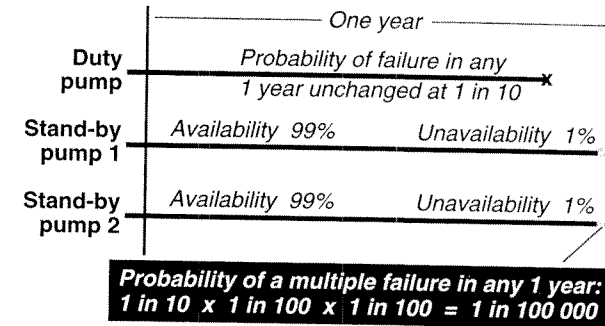 One year
Duty
pump
Probability of failure in any
1 year unchanged at 1 in 10
x
Stand-by
pump 1
Availability 99%
Unavailability 1%
Stand-by
pump 2
Availability 99%
Unavailability 1%
Probability of a multiple failure in any 1 year:
1 in 10 x 1 in 100 x 1 in 100 = 1 in 100 000